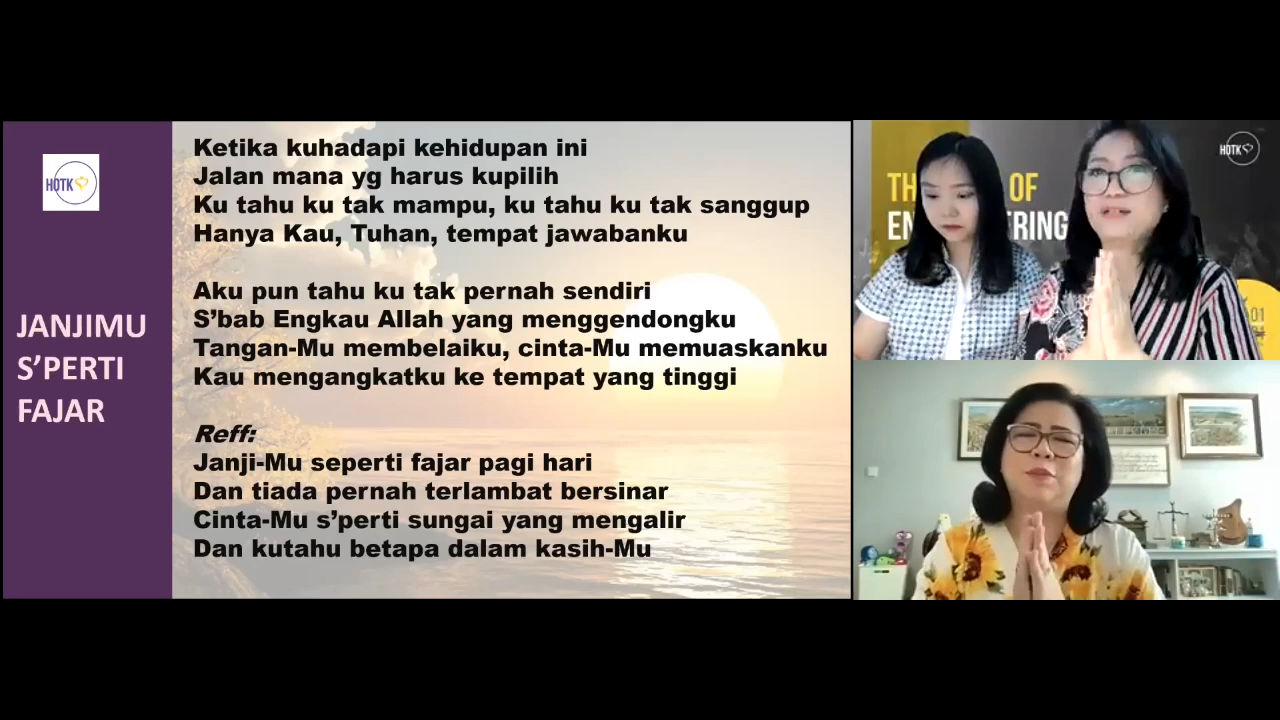 HOTK
JANJIMU
S’PERTI
FAJAR
Ketika kuhadapi kehidupan ini
Jalan mana yg harus kupilih
Ku tahu ku tak mampu, ku tahu ku tak sanggup
Hanya Kau, Tuhan, tempat jawabanku
Aku pun tahu ku tak pernah sendiri
S’bab Engkau Allah yang menggendongku
Tangan-Mu membelaiku, cinta-Mu memuaskanku
Kau mengangkatku ke tempat yang tinggi
Reff:
Janji-Mu seperti fajar pagi hari
Dan tiada pernah terlambat bersinar
Cinta-Mu s’perti sungai yang mengalir
Dan kutahu betapa dalam kasih-Mu
HOTK
OF